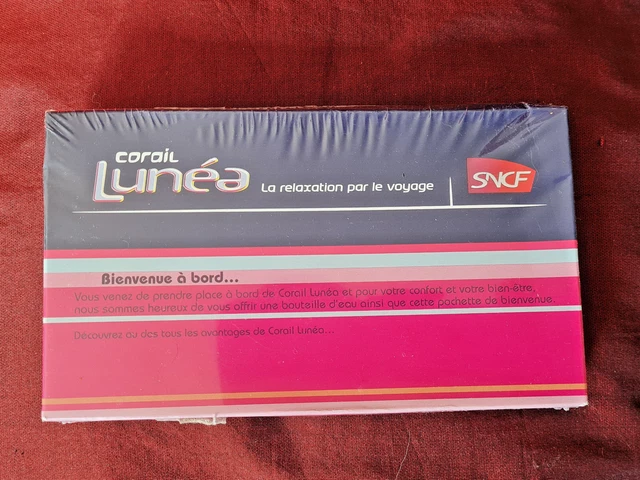 coraiL
Lunéa
La relaxation par le voyage
SNCF
Bienvenue à bord...
Vous venez de prendre place à bord de Corail Lunéa et pour votre confort et votre bien-être,
nous sommes heureux de vous offrir une bouteille d'eau ainsi que cette pochette de bienvenue.
Découvrez au dos tous les avantages de Corail Lunéa...